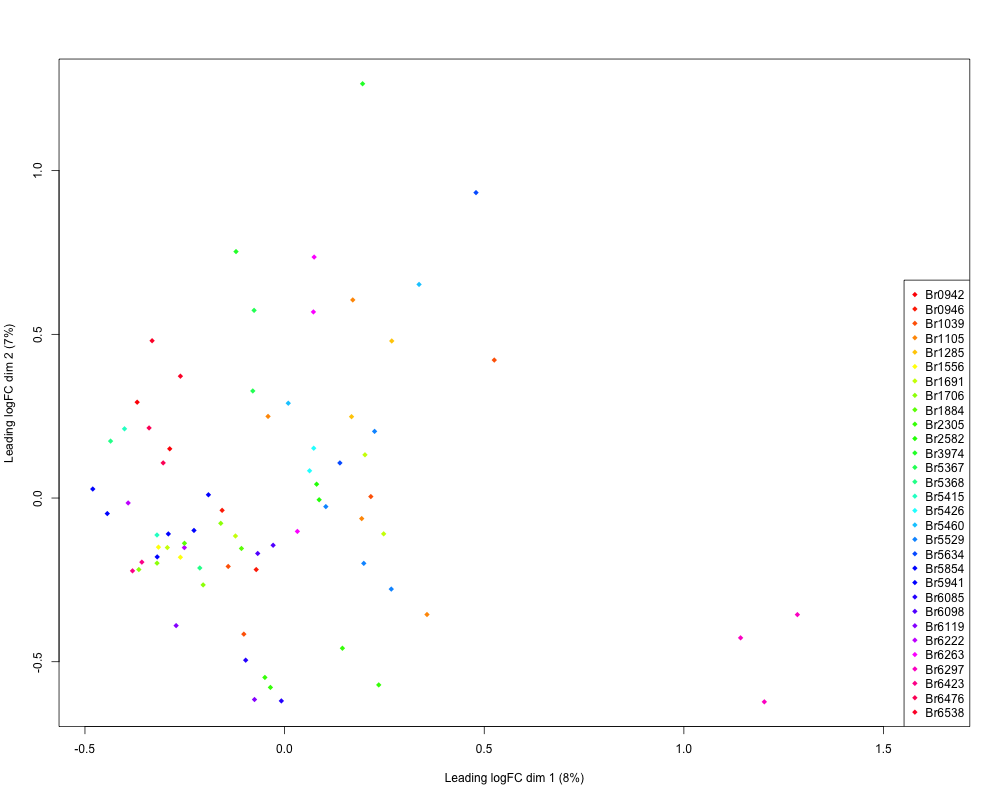 Leading logFC dim 2 (7%)
1.0
0.5
0.0
-0.5
-0.5 0.0 0.5 1.0 1.5
Leading logFC dim 1 (8%)
Br0942
Br0946
Br1039
Br1105
Br1285
Br1556
Br1691
Br1706
Br1884
Br2305
Br2582
Br3974
Br5367
Br5368
Br5415
Br5426
Br5460
Br5529
Br5634
Br5854
Br5941
Br6085
Br6098
Br6119
Br6222
Br6263
Br6297
Br6423
Br6476
Br6538